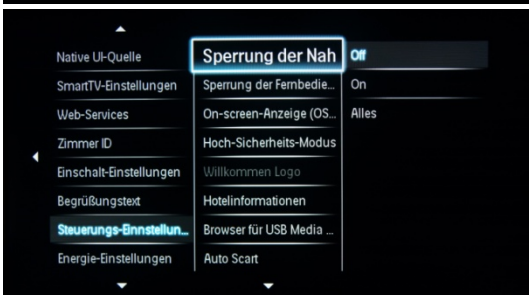 Native UI-Quelle
SmartTV-Einstellungen
Web-Services
Zimmer ID
Einschalt-Einstellungen
Begrüßungstext
Steuerungs-Einnstellun...
Energie-Einstellungen
Sperrung der Nah
Sperrung der Fernbedie...
On-screen-Anzeige (OS...
Hoch-Sicherheits-Modus
Willkommen Logo
Hotelinformationen
Browser für USB Media ...
Auto Scart
Off
On
Alles